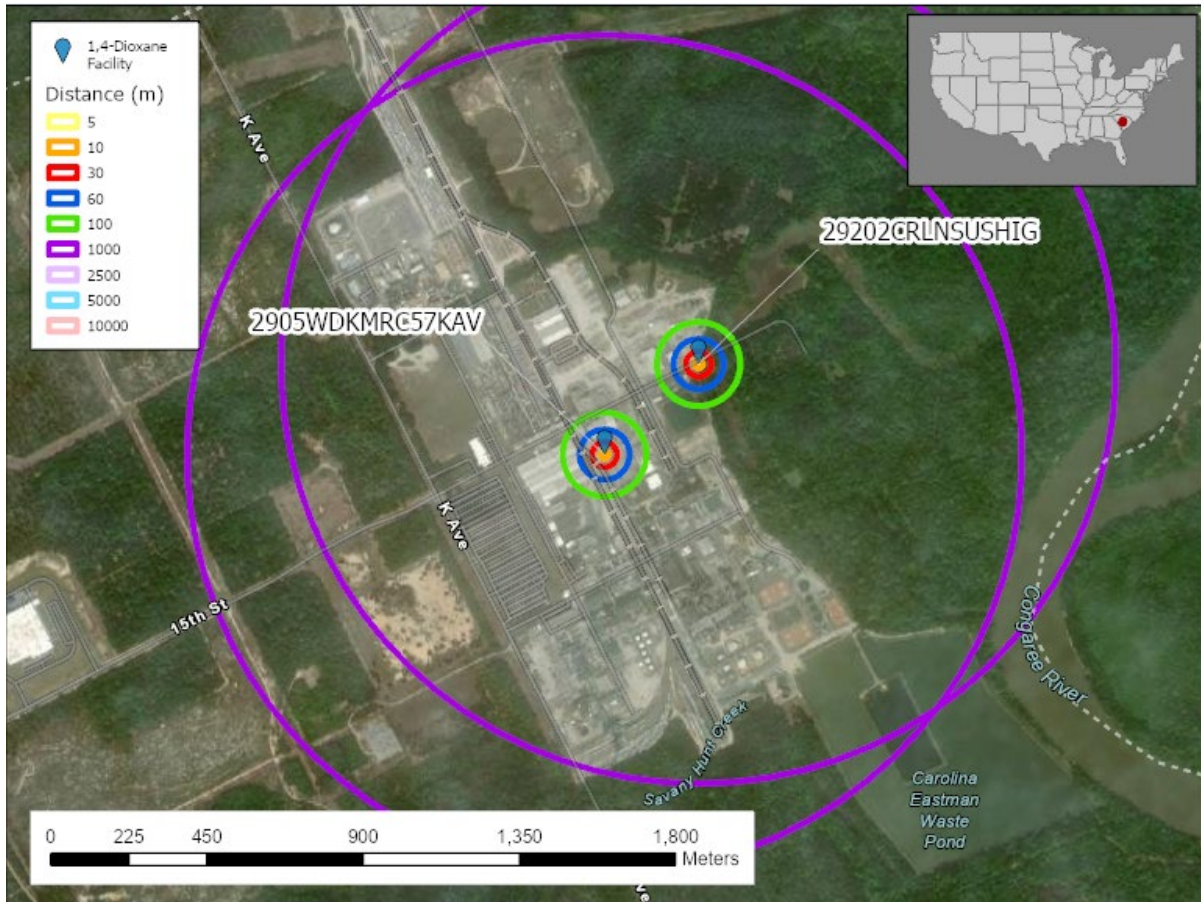 1,4-Dioxane
Facility
Distance (m)
5
10
30
60
100
1000
2500
5000
10000
K Ave
29202CRLNSUSHIG
2905WDKMRC57KAV
K Ave
15th St
Congaree River
Savany Hunt Creek
Carolina
Eastman
Waste
Pond
0 225 450 900 1,350 1,800
Meters
ve